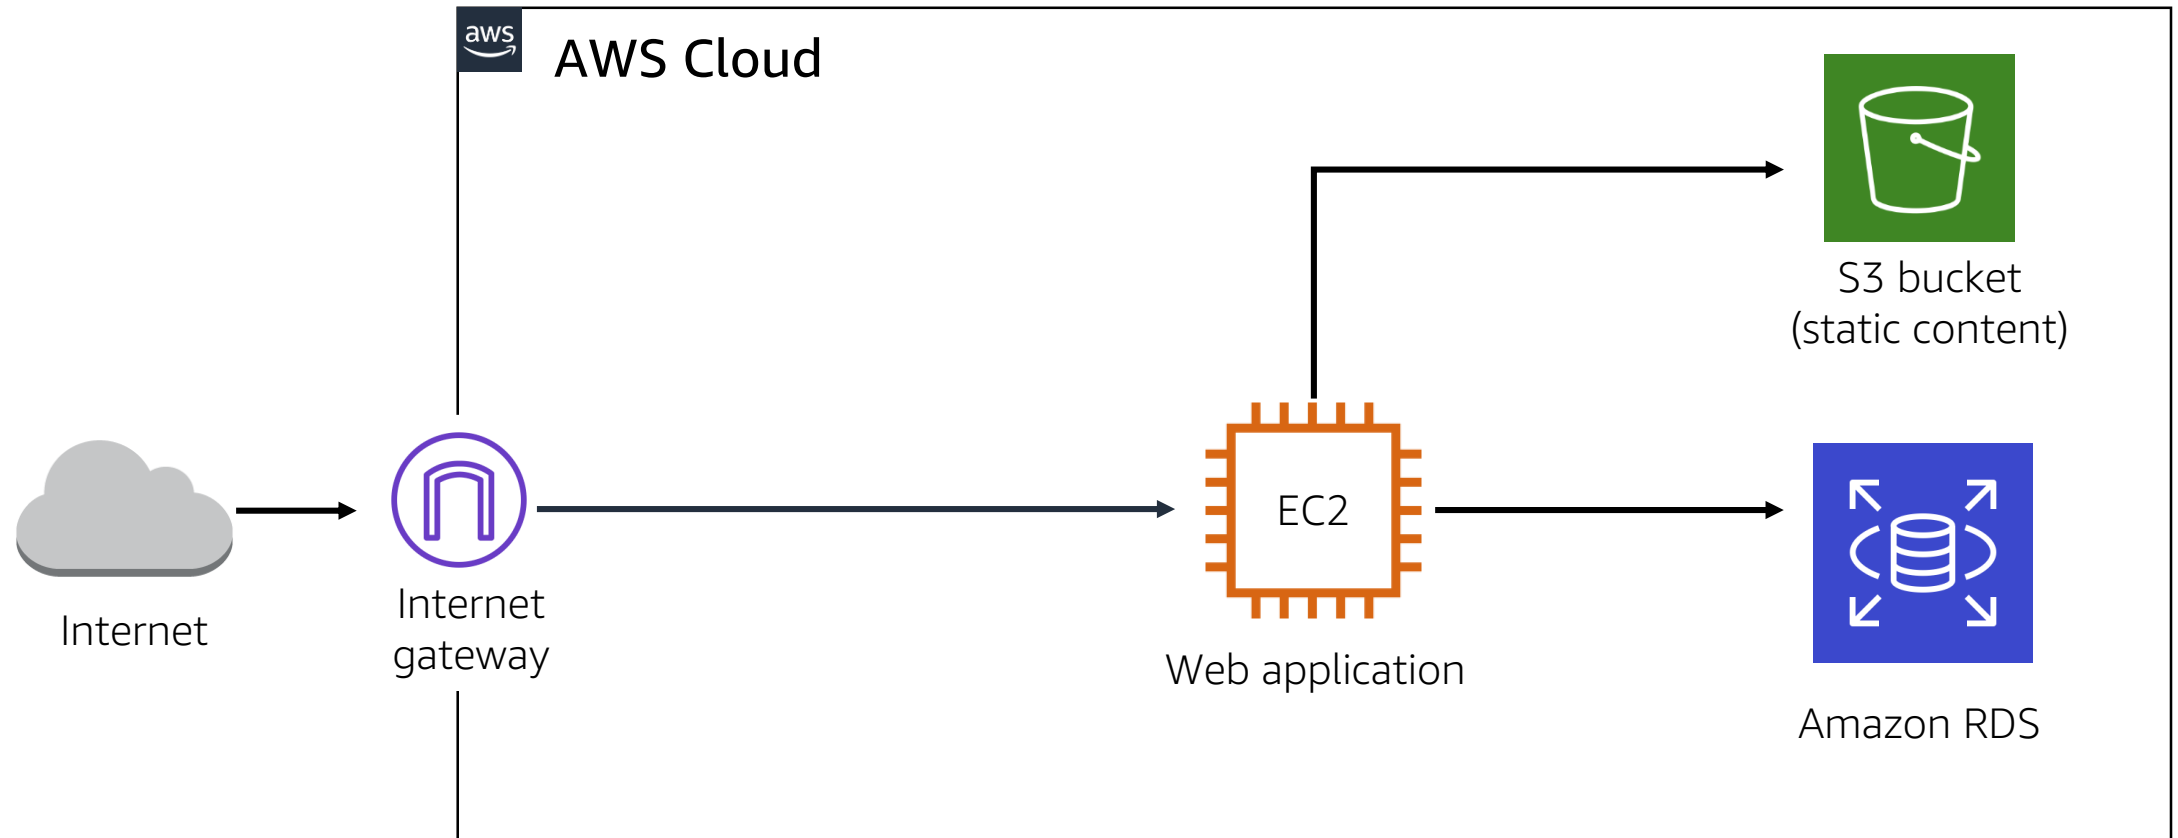 aws
AWS Cloud
S3 bucket
(static content)
EC2
Internet
Internet
gateway
Web application
Amazon RDS